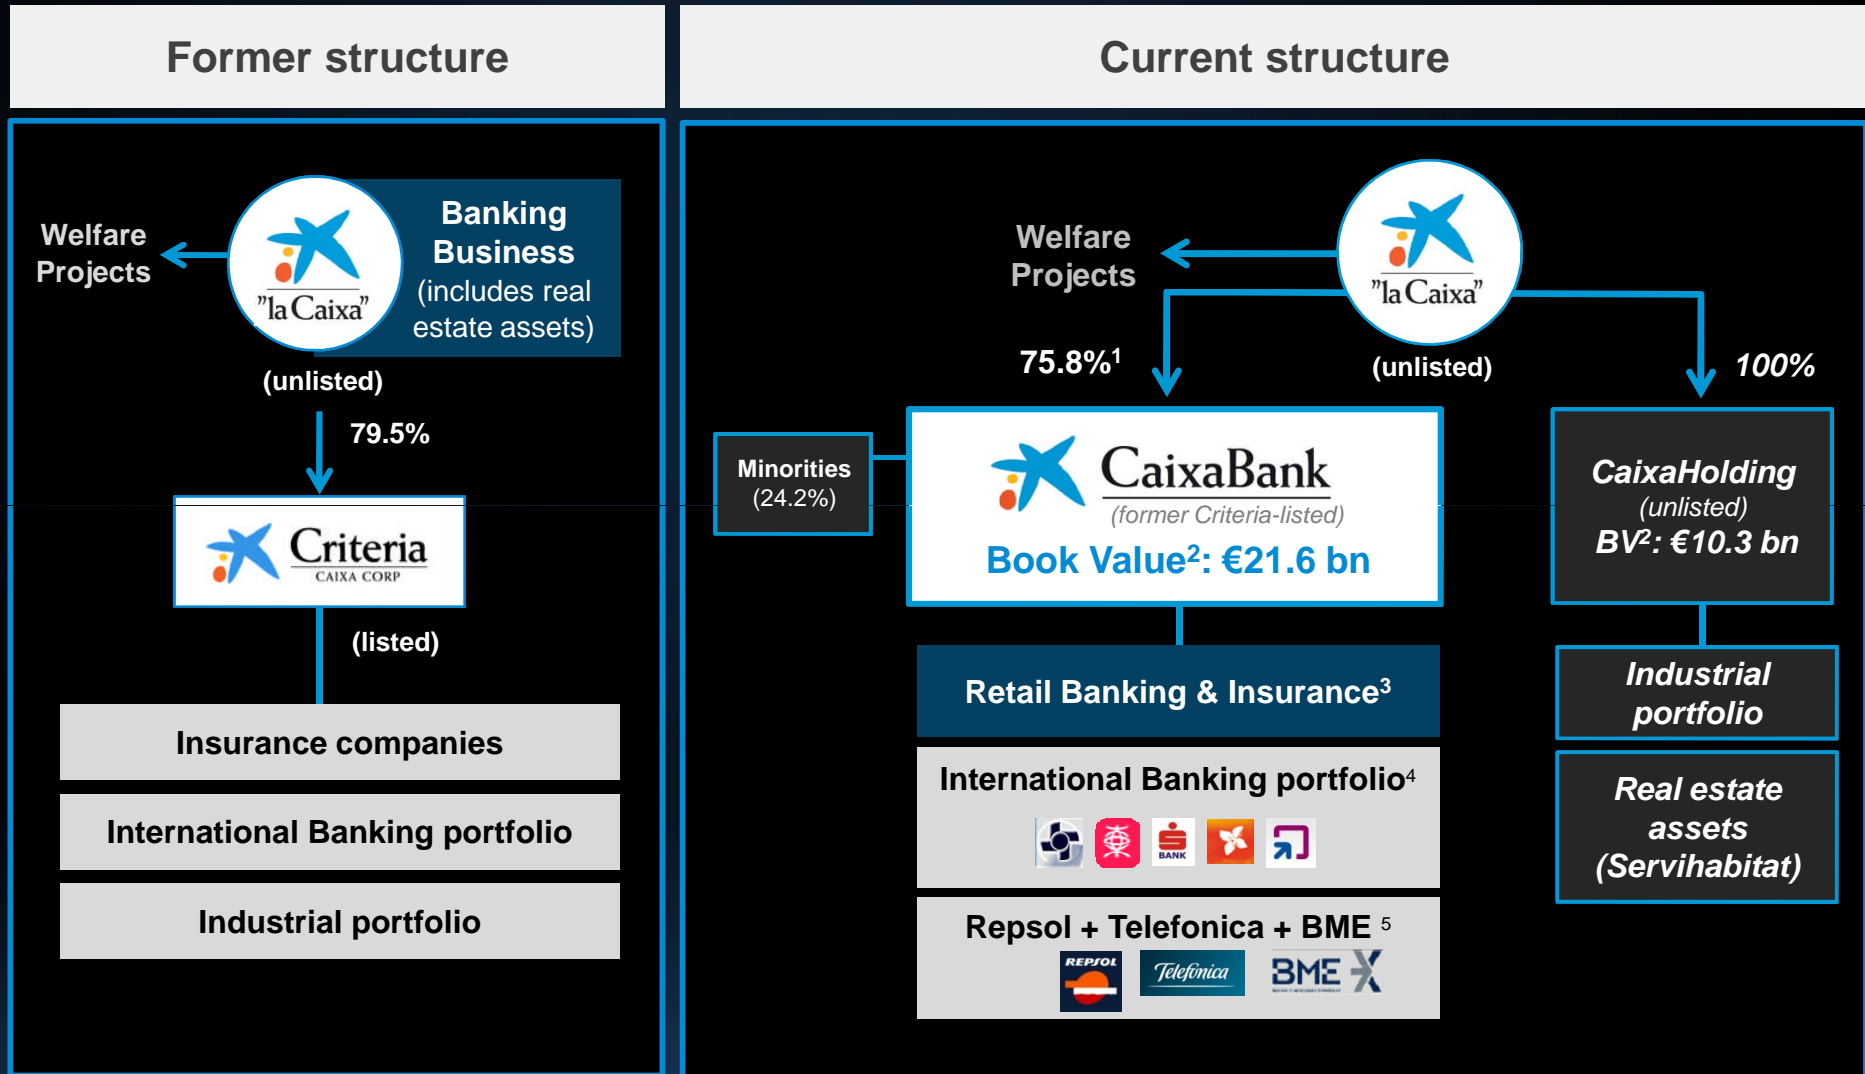 Former structure
Welfare
Projects
"la Caixa"
Banking
Business
(includes real
estate assets)
(unlisted)
79.5%
Criteria
CAIXA CORP
(listed)
Insurance companies
International Banking portfolio
Industrial portfolio
Current structure
Welfare
Projects
"la Caixa"
(unlisted)
75.8%¹
100%
Minorities
(24.2%)
CaixaBank
(former Criteria-listed)
Book Value²: €21.6 bn
Retail Banking & Insurance³
International Banking portfolio⁴
BANK
Repsol + Telefonica + BME ⁵
REPSOL
Telefónica
BME X
CaixaHolding
(unlisted)
BV²: €10.3 bn
Industrial
portfolio
Real estate
assets
(Servihabitat)